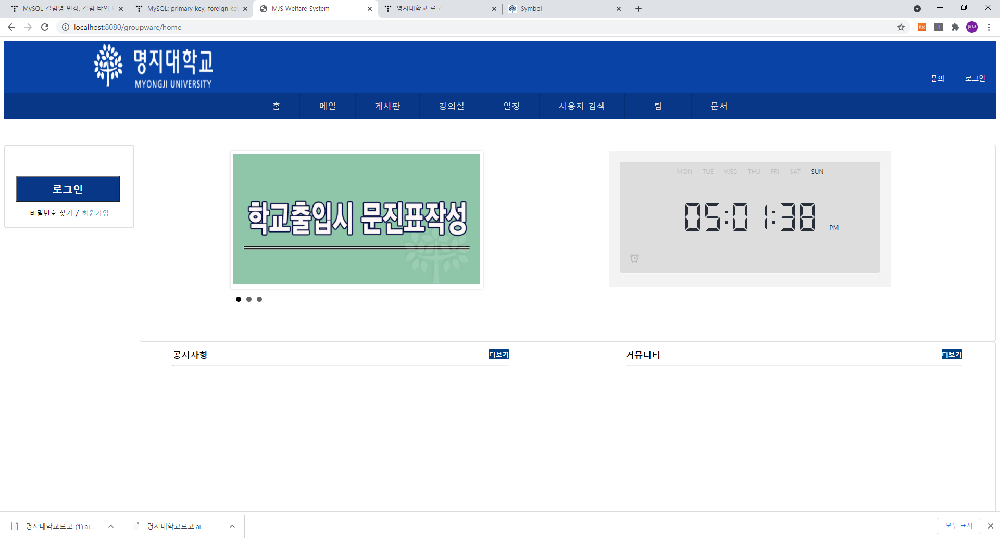 MySQL 컬럼명 변경, 컬럼 타입
MySQL: primary key, foreign ke
MJS Welfare System
명지대학교 로고
Symbol
localhost:8080/groupware/home
EX
현우
명지대학교
MYONGJI UNIVERSITY
문의
로그인
홈
메일
게시판
강의실
일정
사용자 검색
팀
문서
로그인
비밀번호 찾기 / 회원가입
학교출입시 문진표작성
MON TUE WED THU FRI SAT SUN
05:01:38
PM
공지사항
더보기
커뮤니티
더보기
명지대학교로고 (1).ai
명지대학교로고.ai
모두 표시